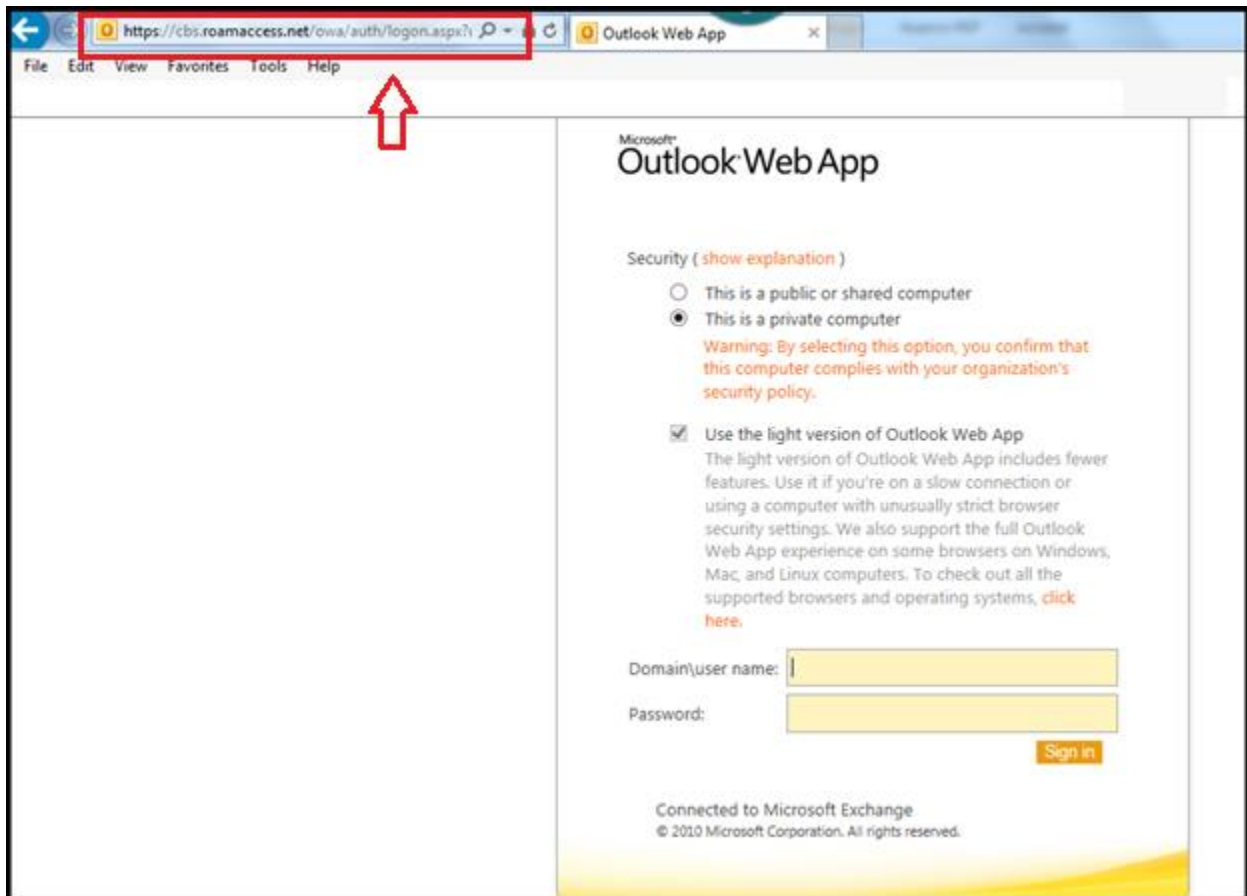 https://cbs.roamaccess.net/owa/auth/logon.aspx?
Outlook Web App
File Edit View Favorites Tools Help
Microsoft
Outlook Web App
Security ( show explanation )
This is a public or shared computer
This is a private computer
Warning: By selecting this option, you confirm that
this computer complies with your organization's
security policy.
Use the light version of Outlook Web App
The light version of Outlook Web App includes fewer
features. Use it if you're on a slow connection or
using a computer with unusually strict browser
security settings. We also support the full Outlook
Web App experience on some browsers on Windows,
Mac, and Linux computers. To check out all the
supported browsers and operating systems, click
here.
Domain\user name:
Password:
Sign in
Connected to Microsoft Exchange
© 2010 Microsoft Corporation. All rights reserved.